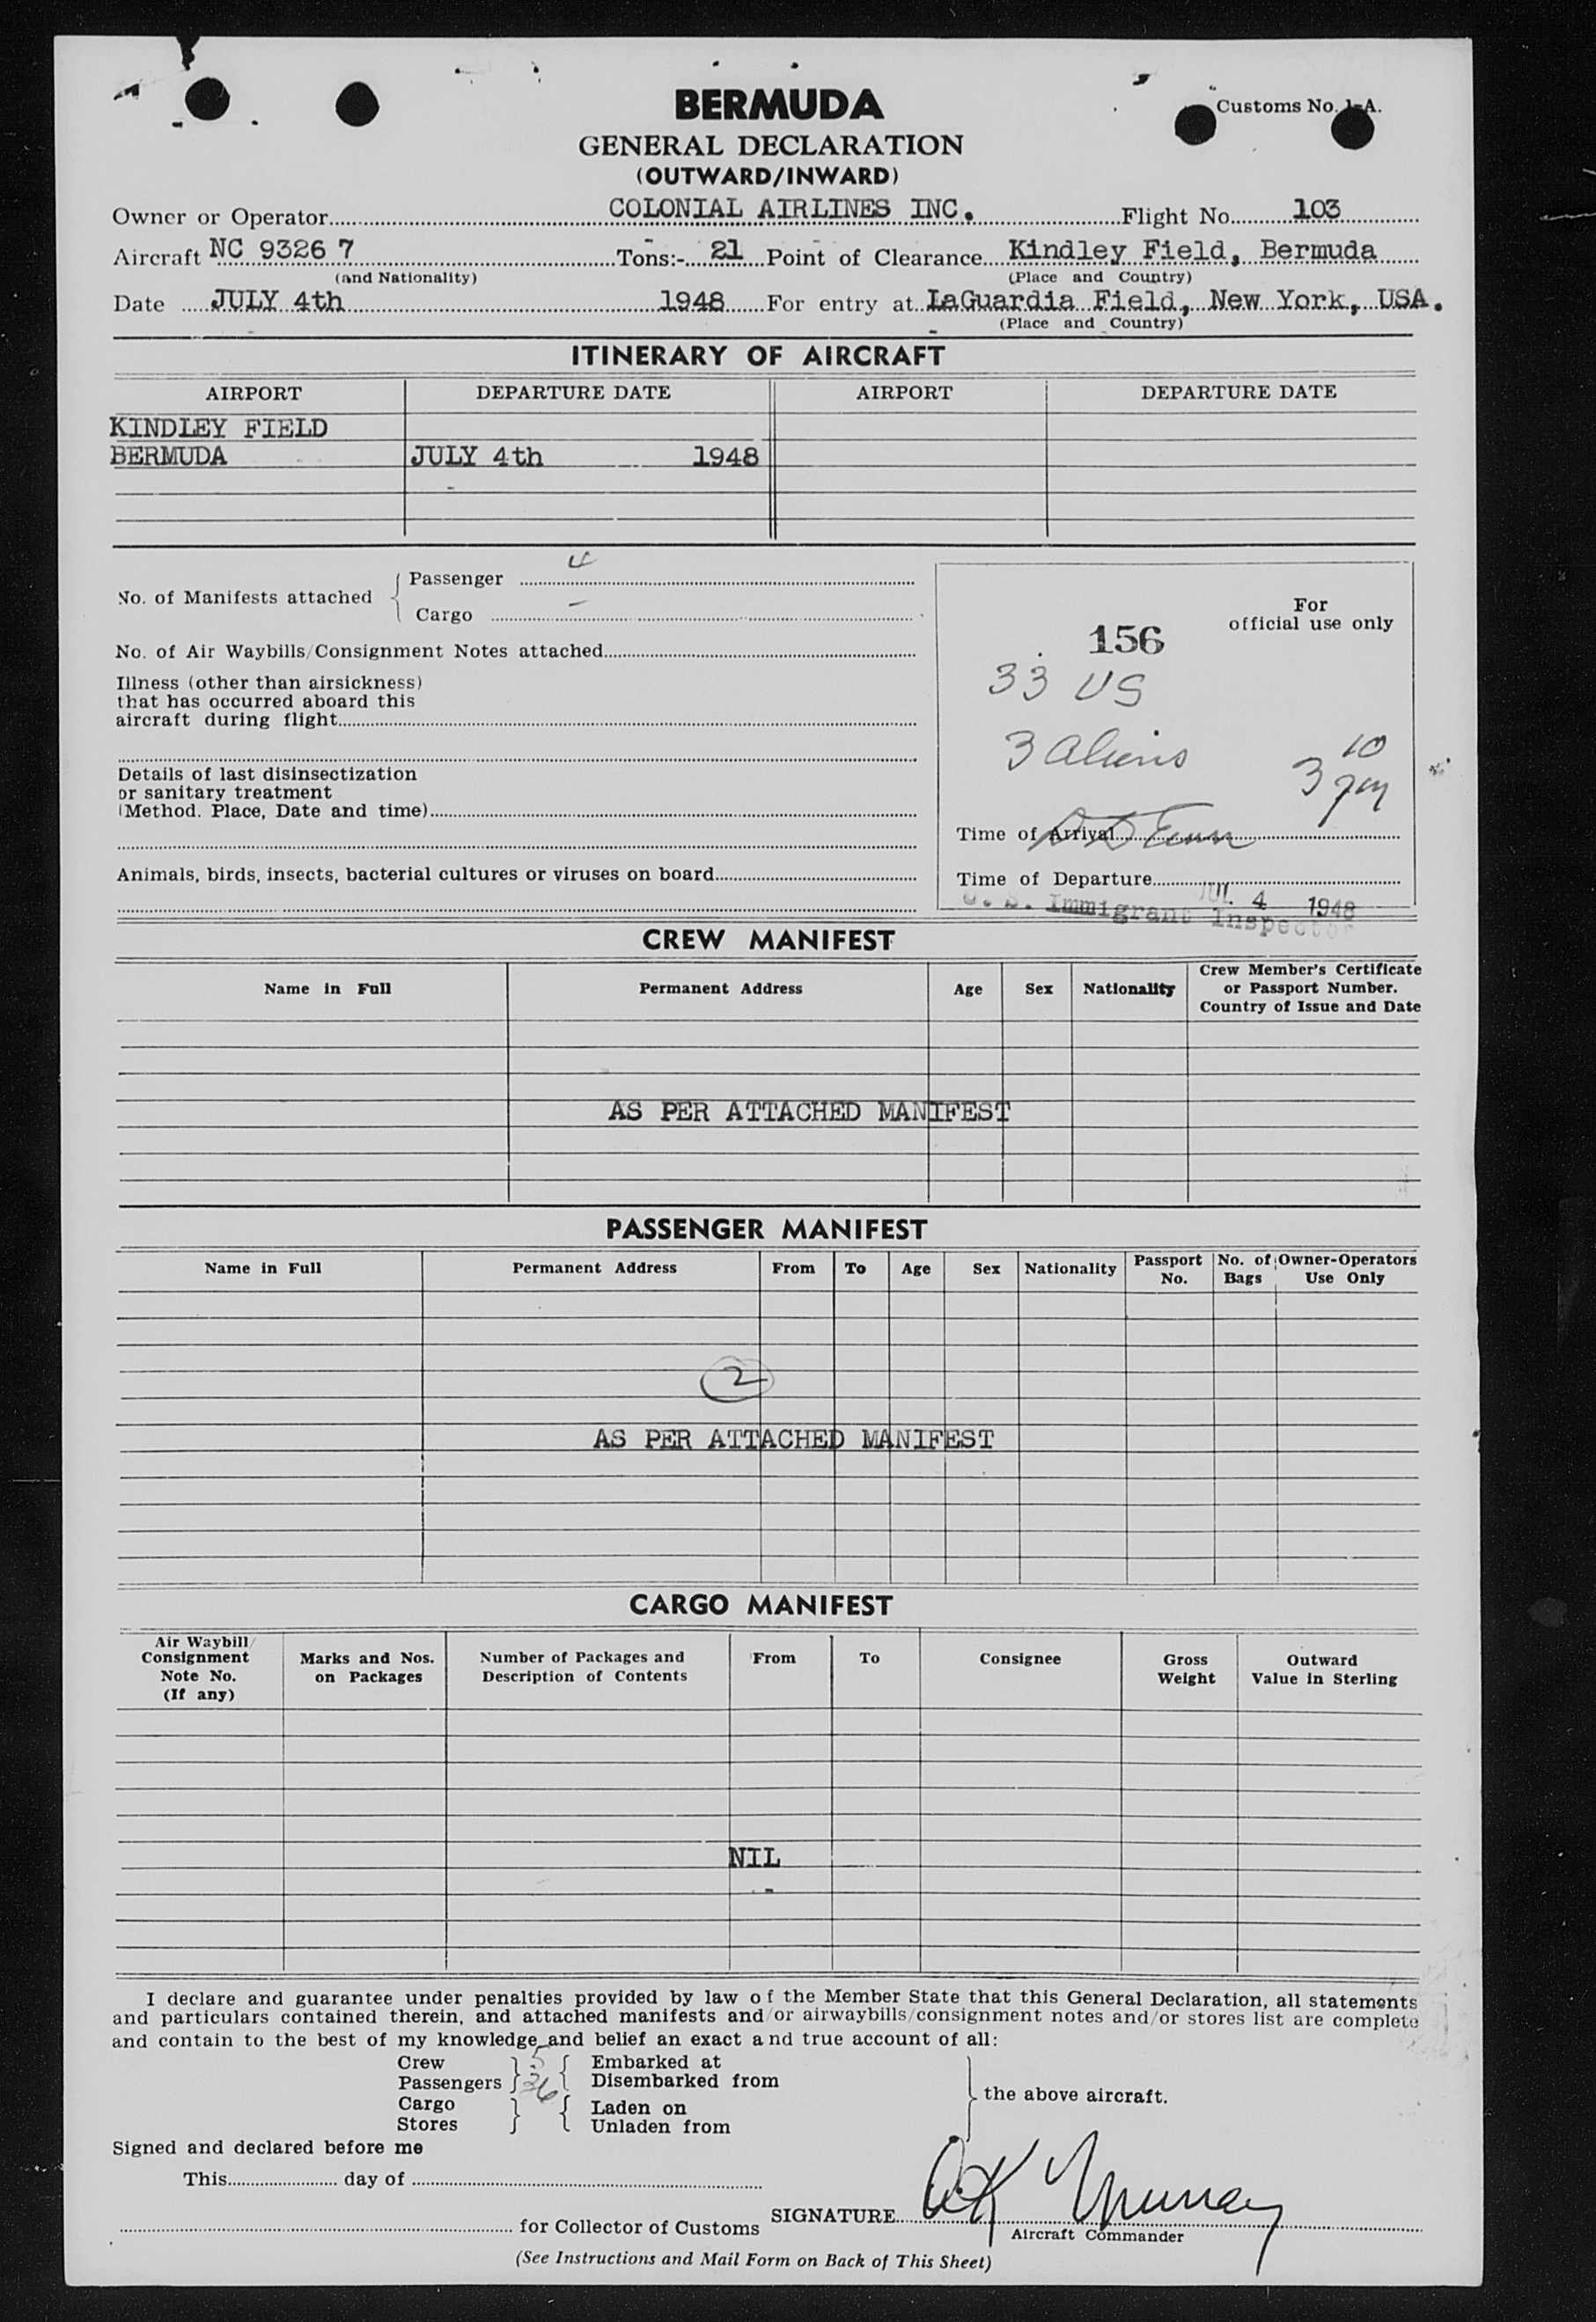 Customs No. 1-A.
BERMUDA
GENERAL DECLARATION
(OUTWARD/INWARD)
Owner or Operator COLONIAL AIRLINES INC. Flight No. 103
Aircraft NC 93267 Tons:- 21 Point of Clearance Kindley Field, Bermuda
(and Nationality) (Place and Country)
Date JULY 4th 1948 For entry at LaGuardia Field, New York, USA.
(Place and Country)
ITINERARY OF AIRCRAFT
AIRPORT DEPARTURE DATE AIRPORT DEPARTURE DATE
KINDLEY FIELD
BERMUDA JULY 4th 1948
No. of Manifests attached
Passenger 4
Cargo -
No. of Air Waybills/Consignment Notes attached
Illness (other than airsickness)
that has occurred aboard this
aircraft during flight
Details of last disinsectization
or sanitary treatment
(Method. Place, Date and time)
Animals, birds, insects, bacterial cultures or viruses on board
For
official use only
156
33 US
3 aliens
3 10 pm
Time of Arrival
Time of Departure
JUL 4 1948
U. S. Immigrant Inspector
CREW MANIFEST
Name in Full Permanent Address Age Sex Nationality Crew Member's Certificate
or Passport Number.
Country of Issue and Date
AS PER ATTACHED MANIFEST
PASSENGER MANIFEST
Name in Full Permanent Address From To Age Sex Nationality Passport No. No. of Bags Owner-Operators Use Only
2
AS PER ATTACHED MANIFEST
CARGO MANIFEST
Air Waybill/
Consignment
Note No.
(If any)
Marks and Nos.
on Packages
Number of Packages and
Description of Contents
From To Consignee
Gross
Weight
Outward
Value in Sterling
NIL
I declare and guarantee under penalties provided by law of the Member State that this General Declaration, all statements
and particulars contained therein, and attached manifests and/or airwaybills/consignment notes and/or stores list are complete
and contain to the best of my knowledge and belief an exact and true account of all:
Crew 5 Embarked at
Passengers 36 Disembarked from
the above aircraft.
Cargo Laden on
Stores Unladen from
Signed and declared before me
This day of
for Collector of Customs
SIGNATURE K Murray
Aircraft Commander
(See Instructions and Mail Form on Back of This Sheet)